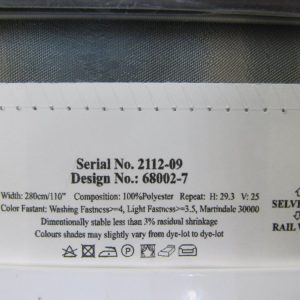 Serial No. 2112-09
Design No.: 68002-7
Width: 280cm/110" Composition: 100%Polyester Repeat: H: 29.3 V: 25
Color Fastant: Washing Fastness>=4, Light Fastness>=3.5, Martindale 30000
Dimentionally stable less than 3% residual shrinkage
Colours shade may slightly vary from dye-lot to dye-lot
SELVE
RAIL W